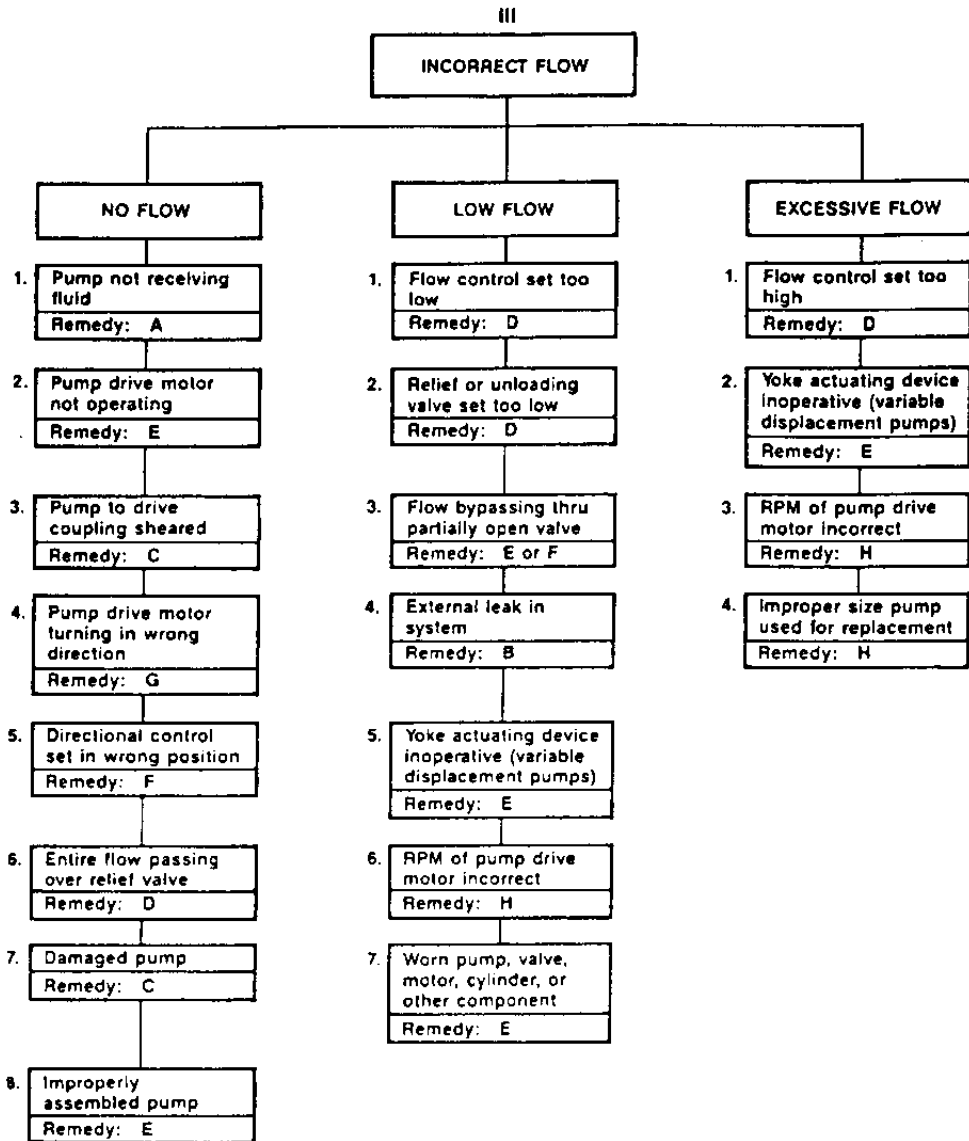 III
INCORRECT FLOW
NO FLOW
1. Pump not receiving
fluid
Remedy: A
2. Pump drive motor
not operating
Remedy: E
3. Pump to drive
coupling sheared
Remedy: C
4. Pump drive motor
turning in wrong
direction
Remedy: G
5. Directional control
set in wrong position
Remedy: F
6. Entire flow passing
over relief valve
Remedy: D
7. Damaged pump
Remedy: C
8. Improperly
assembled pump
Remedy: E
LOW FLOW
1. Flow control set too
low
Remedy: D
2. Relief or unloading
valve set too low
Remedy: D
3. Flow bypassing thru
partially open valve
Remedy: E or F
4. External leak in
system
Remedy: B
5. Yoke actuating device
inoperative (variable
displacement pumps)
Remedy: E
6. RPM of pump drive
motor incorrect
Remedy: H
7. Worn pump, valve,
motor, cylinder, or
other component
Remedy: E
EXCESSIVE FLOW
1. Flow control set too
high
Remedy: D
2. Yoke actuating device
inoperative (variable
displacement pumps)
Remedy: E
3. RPM of pump drive
motor incorrect
Remedy: H
4. Improper size pump
used for replacement
Remedy: H